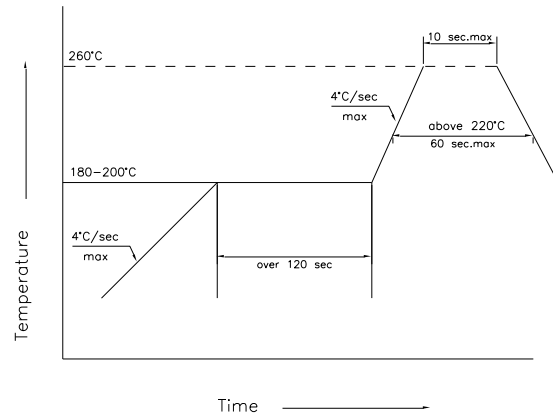 10 sec.max
260°C
4°C/sec
max
above 220°C
60 sec.max
180-200°C
4°C/sec
max
over 120 sec
Temperature
Time